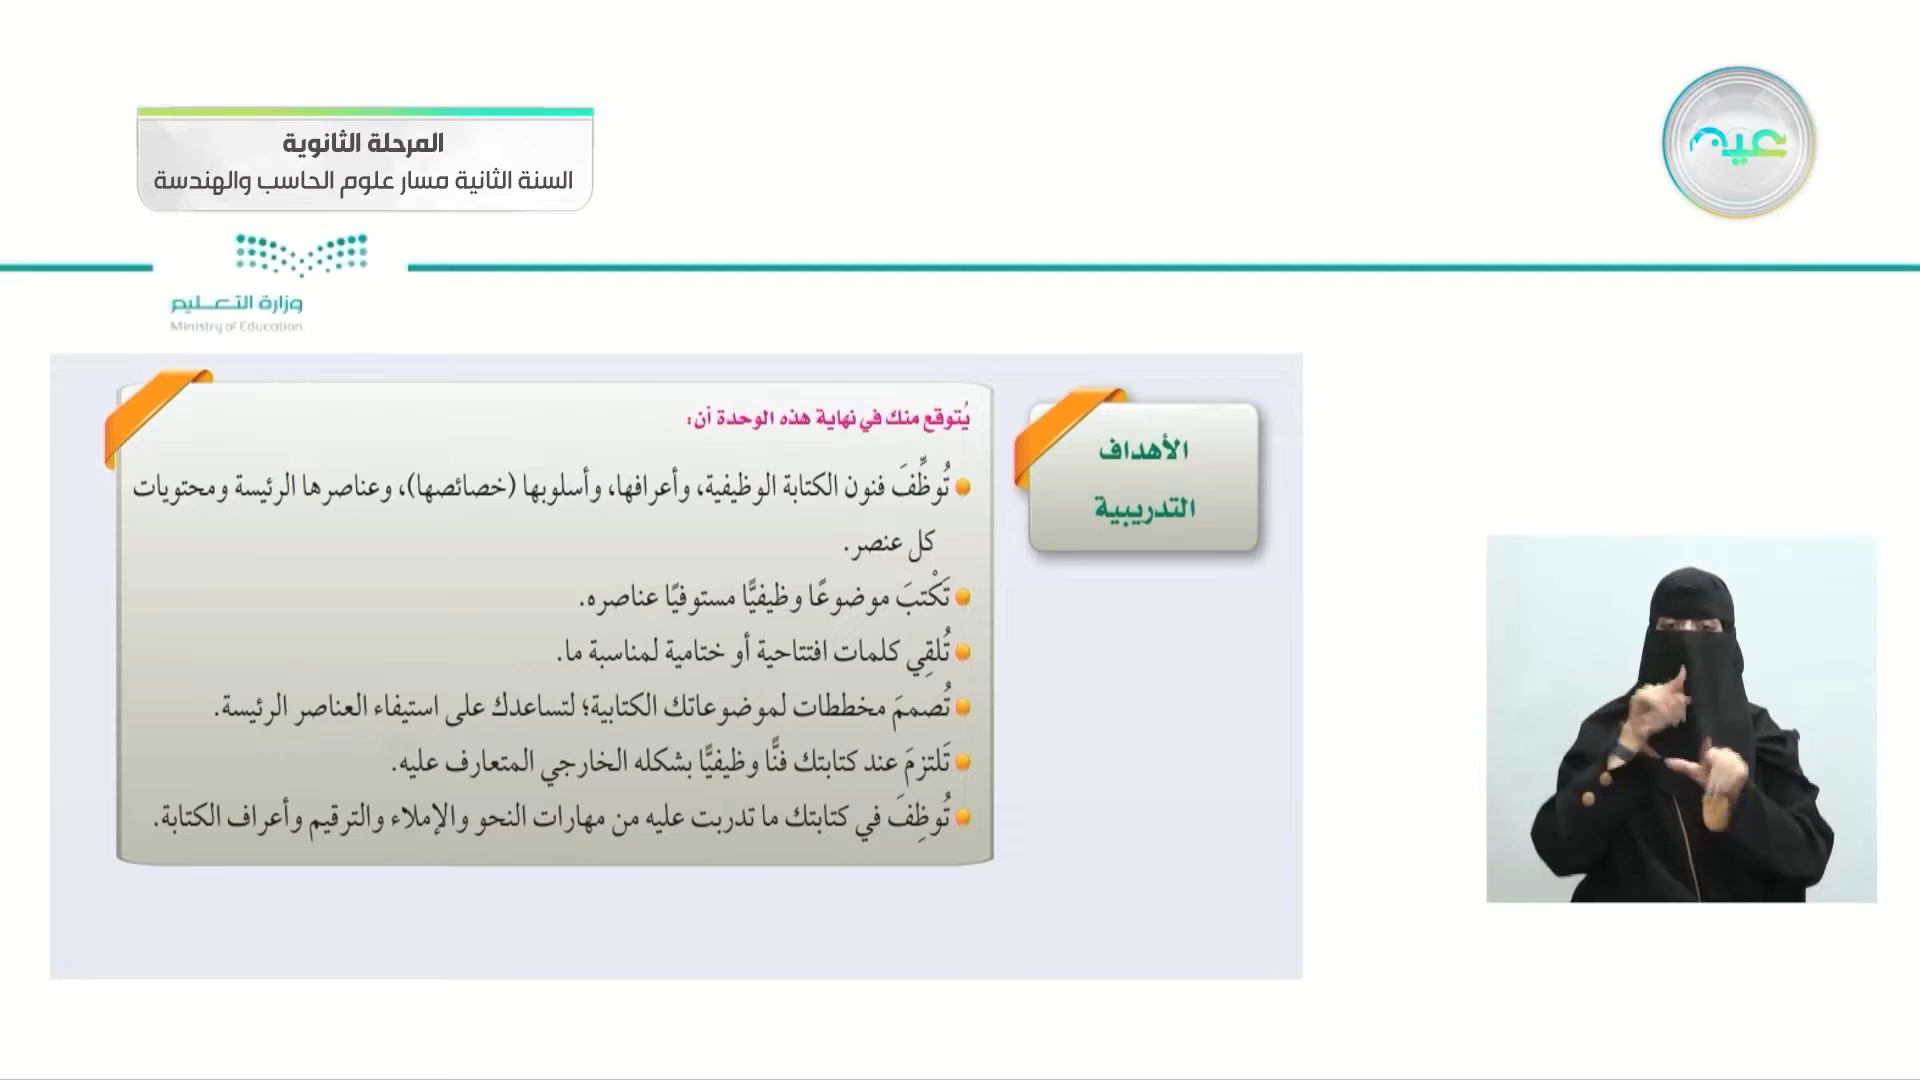 المرحلة الثانوية
السنة الثانية مسار علوم الحاسب والهندسة
عين
وزارة التعـــليم
Ministry of Education
الأهداف
التدريبية
يُتوقع منك في نهاية هذه الوحدة أن:
تُوظِّفَ فنون الكتابة الوظيفية، وأعرافها، وأسلوبها (خصائصها)، وعناصرها الرئيسة ومحتويات
كل عنصر.
تَكْتبَ موضوعًا وظيفيًّا مستوفيًا عناصره.
تُلقِي كلمات افتتاحية أو ختامية لمناسبة ما.
تُصممَ مخططات لموضوعاتك الكتابية؛ لتساعدك على استيفاء العناصر الرئيسة.
تَلتزمَ عند كتابتك فنًّا وظيفيًّا بشكله الخارجي المتعارف عليه.
تُوظِفَ في كتابتك ما تدربت عليه من مهارات النحو والإملاء والترقيم وأعراف الكتابة.